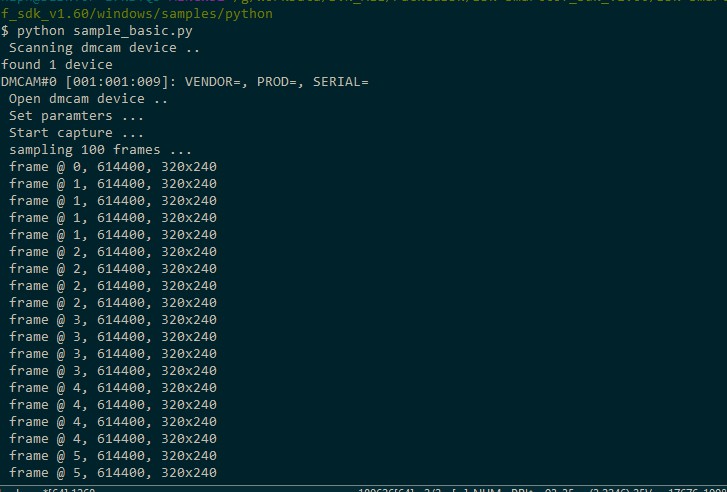 f_sdk_v1.60/windows/samples/python
$ python sample_basic.py
Scanning dmcam device ..
found 1 device
DMCAM#0 [001:001:009]: VENDOR=, PROD=, SERIAL=
Open dmcam device ..
Set paramters ...
Start capture ...
sampling 100 frames ...
frame @ 0, 614400, 320x240
frame @ 1, 614400, 320x240
frame @ 1, 614400, 320x240
frame @ 1, 614400, 320x240
frame @ 1, 614400, 320x240
frame @ 2, 614400, 320x240
frame @ 2, 614400, 320x240
frame @ 2, 614400, 320x240
frame @ 2, 614400, 320x240
frame @ 3, 614400, 320x240
frame @ 3, 614400, 320x240
frame @ 3, 614400, 320x240
frame @ 3, 614400, 320x240
frame @ 4, 614400, 320x240
frame @ 4, 614400, 320x240
frame @ 4, 614400, 320x240
frame @ 4, 614400, 320x240
frame @ 5, 614400, 320x240
frame @ 5, 614400, 320x240